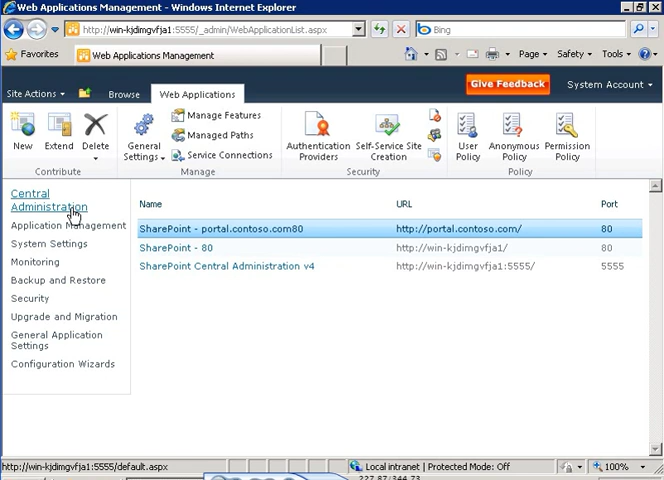 Web Applications Management - Windows Internet Explorer
http://win-kjdimgvfja1:5555/_admin/WebApplicationList.aspx
Bing
Favorites
Web Applications Management
Page
Safety
Tools
Site Actions
Browse
Web Applications
Give Feedback
System Account
New
Extend
Delete
General Settings
Manage Features
Managed Paths
Service Connections
Authentication Providers
Self-Service Site Creation
User Policy
Anonymous Policy
Permission Policy
Contribute
Manage
Security
Policy
Central
Administration
Application Management
System Settings
Monitoring
Backup and Restore
Security
Upgrade and Migration
General Application
Settings
Configuration Wizards
Name URL Port
SharePoint - portal.contoso.com80 http://portal.contoso.com/ 80
SharePoint - 80 http://win-kjdimgvfja1/ 80
SharePoint Central Administration v4 http://win-kjdimgvfja1:5555/ 5555
http://win-kjdimgvfja1:5555/default.aspx
Local intranet | Protected Mode: Off
100%
227.87/344.73